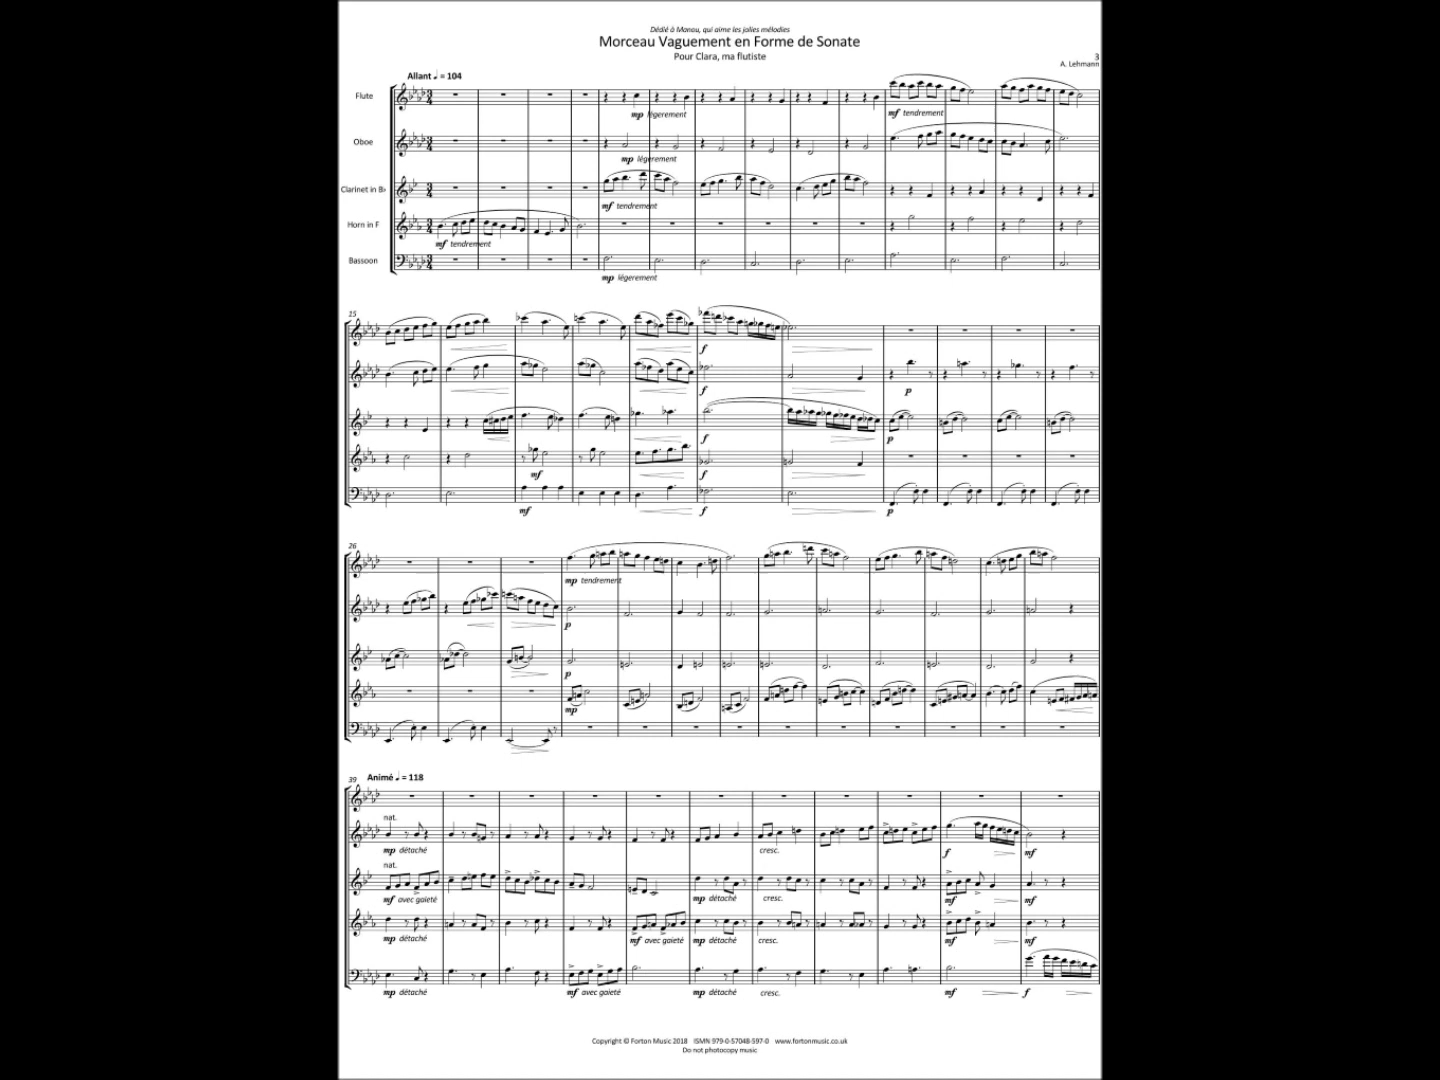 Dédié à Manou, qui aime les jolies mélodies
Morceau Vaguement en Forme de Sonate
Pour Clara, ma flutiste
3
A. Lehmann
Allant ♩ = 104
Flute
mp légerement
mf tendrement
Oboe
mp légerement
Clarinet in B♭
mf tendrement
Horn in F
mf tendrement
Bassoon
mp légerement
15
f
f
p
f
p
mf
f
mf
f
p
26
mp tendrement
p
p
mp
39
Animé ♩. = 118
nat.
mp détaché
cresc.
f
mf
nat.
mf avec gaieté
mp détaché
cresc.
mf
mf
mp détaché
mf avec gaieté
mp détaché
cresc.
mf
mf
mp détaché
mf avec gaieté
mp détaché
cresc.
mf
f
Copyright © Forton Music 2018 ISMN 979-0-57048-597-0 www.fortonmusic.co.uk
Do not photocopy music